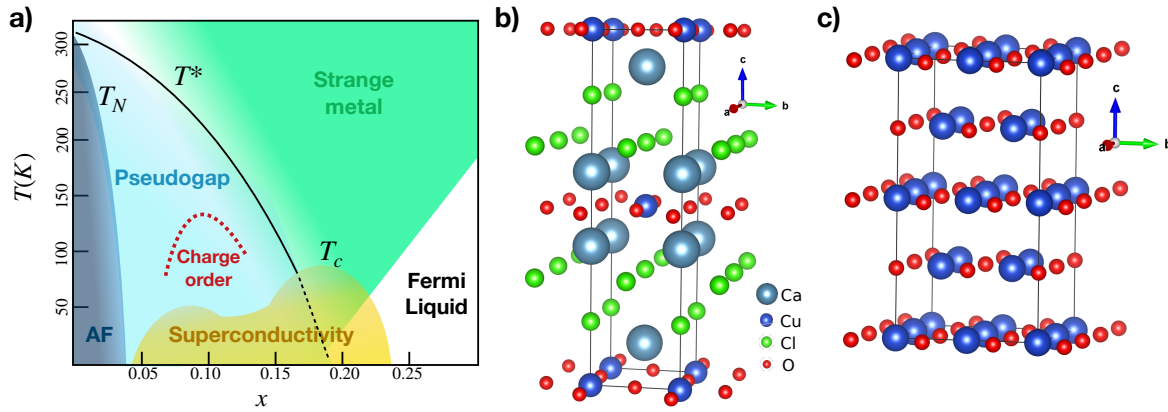 a)
300
250
200
150
100
50
T(K)
T_N
T*
Strange
metal
Pseudogap
Charge
order
T_c
Fermi
Liquid
AF
Superconductivity
0.05
0.10
0.15
0.20
0.25
x
b)
c
a
b
Ca
Cu
Cl
O
c)
c
a
b